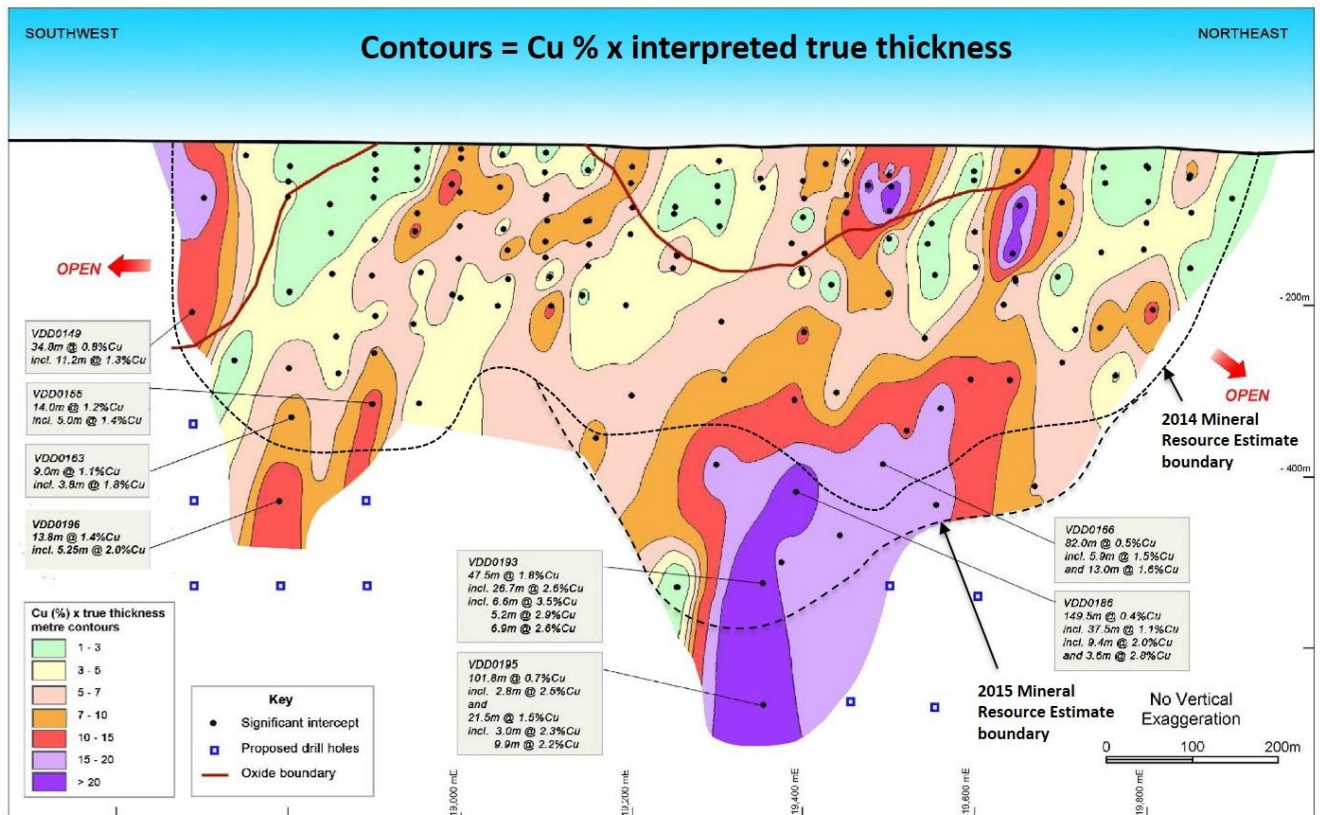 SOUTHWEST
Contours = Cu % x interpreted true thickness
NORTHEAST
OPEN
- 200m
OPEN
2014 Mineral
Resource Estimate
boundary
- 400m
VDD0149
34.8m @ 0.8%Cu
incl. 11.2m @ 1.3%Cu
VDD0155
14.0m @ 1.2%Cu
incl. 5.0m @ 1.4%Cu
VDD0163
9.0m @ 1.1%Cu
incl. 3.8m @ 1.8%Cu
VDD0196
13.8m @ 1.4%Cu
incl. 5.25m @ 2.0%Cu
VDD0193
47.5m @ 1.8%Cu
incl. 26.7m @ 2.6%Cu
incl. 6.6m @ 3.5%Cu
5.2m @ 2.9%Cu
6.9m @ 2.6%Cu
VDD0166
82.0m @ 0.5%Cu
incl. 5.9m @ 1.5%Cu
and 13.0m @ 1.6%Cu
VDD0186
149.5m @ 0.4%Cu
incl. 37.5m @ 1.1%Cu
incl. 9.4m @ 2.0%Cu
and 3.6m @ 2.8%Cu
VDD0195
101.8m @ 0.7%Cu
incl. 2.8m @ 2.5%Cu
and
21.5m @ 1.5%Cu
incl. 3.0m @ 2.3%Cu
9.9m @ 2.2%Cu
2015 Mineral
Resource Estimate
boundary
Cu (%) x true thickness
metre contours
1 - 3
3 - 5
5 - 7
7 - 10
10 - 15
15 - 20
> 20
Key
Significant intercept
Proposed drill holes
Oxide boundary
No Vertical
Exaggeration
0 100 200m
19,000 mE
19,200 mE
19,400 mE
19,600 mE
19,800 mE